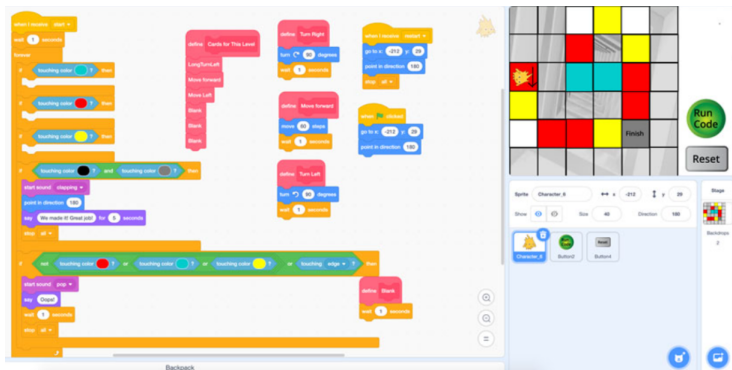 when I receive start
wait 1 seconds
forever
if touching color ? then
if touching color ? then
if touching color ? then
if touching color ? and touching color ? then
start sound clapping
point in direction 180
say We made it! Great job! for 5 seconds
stop all
if not touching color ? or touching color ? or touching color ? or touching edge ? then
start sound pop
say Oops!
wait 1 seconds
stop all
define Cards for This Level
LongTurnLeft
Move forward
Move Left
Blank
Blank
Blank
define Turn Right
turn 90 degrees
wait 1 seconds
define Move forward
move 60 steps
wait 1 seconds
define Turn Left
turn 90 degrees
wait 1 seconds
when I receive restart
go to x: -212 y: 29
point in direction 180
stop all
when clicked
go to x: -212 y: 29
point in direction 180
define Blank
wait 1 seconds
Backpack
Finish
Run
Code
Reset
Sprite Character_6 x -212 y 29
Show Size 40 Direction 180
Character_6
Button2
Button4
Stage
Backdrops
2